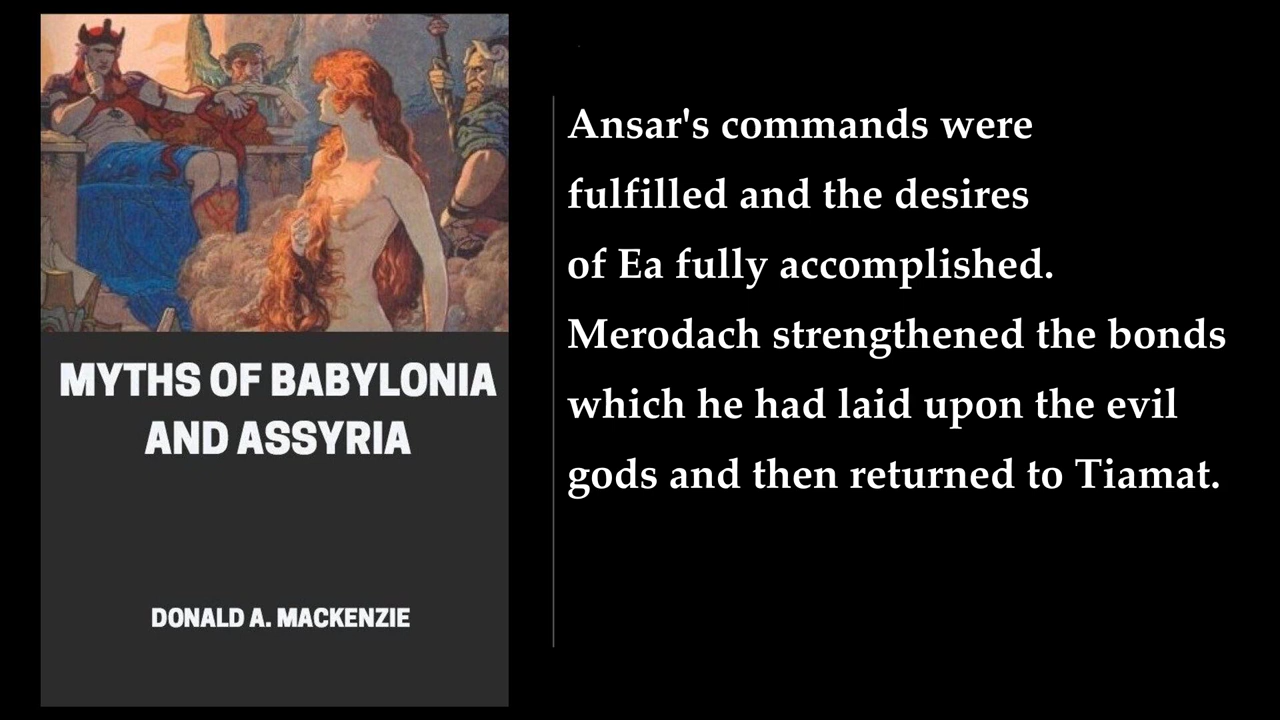 MYTHS OF BABYLONIA
AND ASSYRIA
DONALD A. MACKENZIE
Ansar's commands were
fulfilled and the desires
of Ea fully accomplished.
Merodach strengthened the bonds
which he had laid upon the evil
gods and then returned to Tiamat.